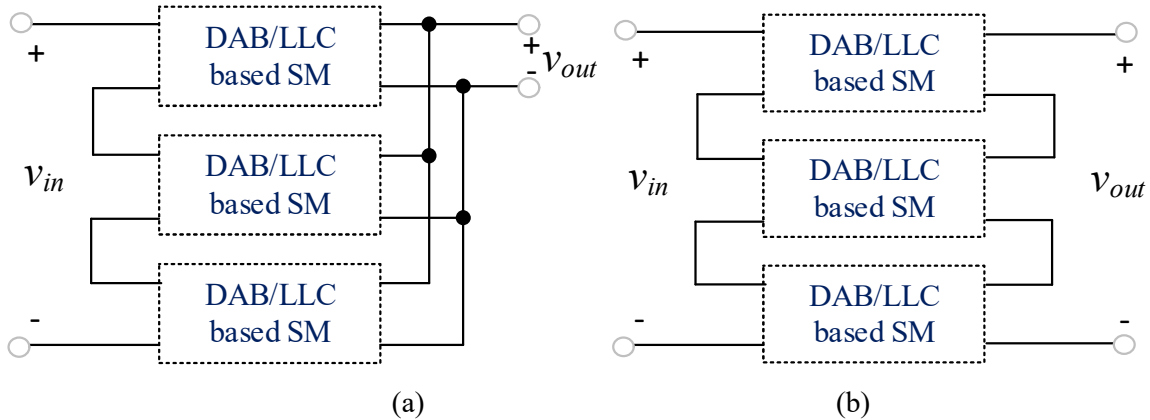 DAB/LLC
based SM
+
+
-
v_out
DAB/LLC
based SM
v_in
DAB/LLC
based SM
-
(a)
DAB/LLC
based SM
+
+
DAB/LLC
based SM
v_in
v_out
DAB/LLC
based SM
-
-
(b)